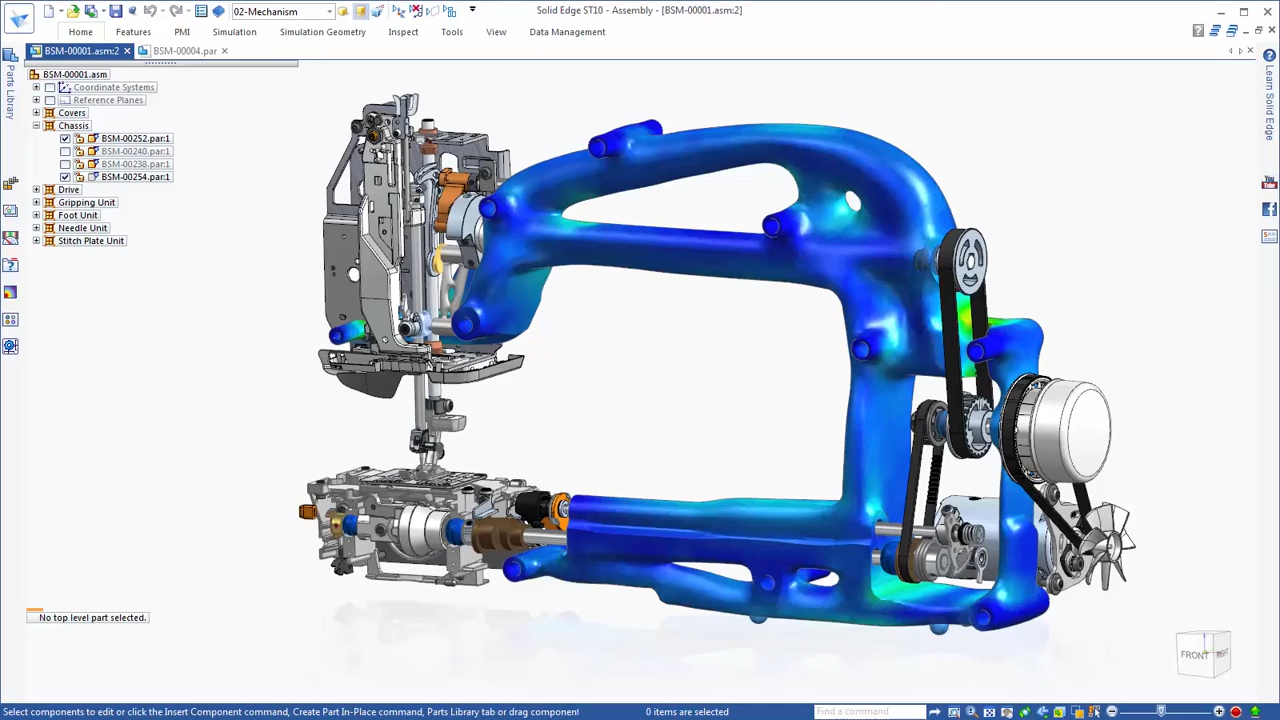 02-Mechanism
Solid Edge ST10 - Assembly - [BSM-00001.asm:2]
Home
Features
PMI
Simulation
Simulation Geometry
Inspect
Tools
View
Data Management
BSM-00001.asm:2
BSM-00004.par
BSM-00001.asm
Coordinate Systems
Reference Planes
Covers
Chassis
BSM-00252.par:1
BSM-00240.par:1
BSM-00238.par:1
BSM-00254.par:1
Drive
Gripping Unit
Foot Unit
Needle Unit
Stitch Plate Unit
Parts Library
Learn Solid Edge
You
Tube
No top level part selected.
FRONT
RIGHT
Select components to edit or click the Insert Component command, Create Part In-Place command, Parts Library tab or drag component
0 items are selected
Find a command